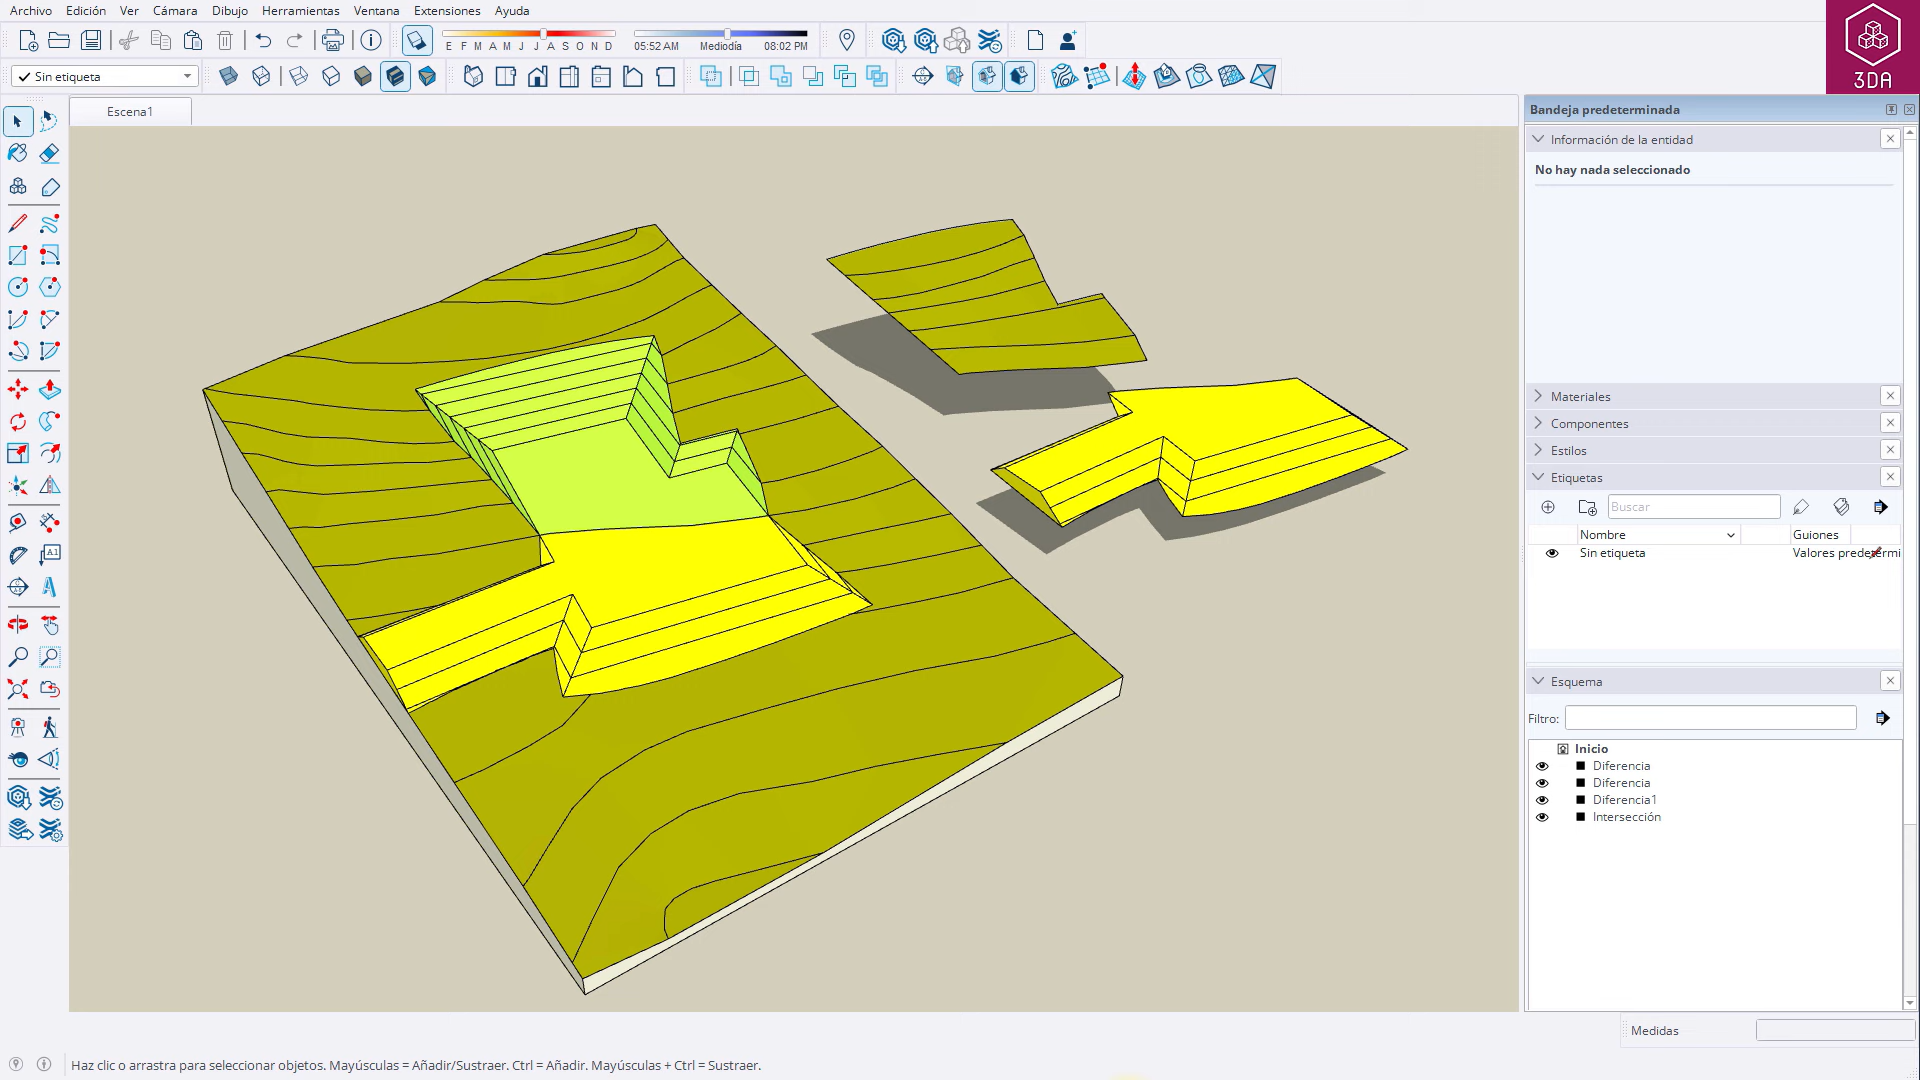 Archivo Edición Ver Cámara Dibujo Herramientas Ventana Extensiones Ayuda
E F M A M J J A S O N D
05:52 AM Mediodía 08:02 PM
Sin etiqueta
3DA
Escena1
Bandeja predeterminada
Información de la entidad
No hay nada seleccionado
Materiales
Componentes
Estilos
Etiquetas
Buscar
Nombre Guiones
Sin etiqueta Valores predetermi
Esquema
Filtro:
Inicio
Diferencia
Diferencia
Diferencia1
Intersección
A1
Medidas
Haz clic o arrastra para seleccionar objetos. Mayúsculas = Añadir/Sustraer. Ctrl = Añadir. Mayúsculas + Ctrl = Sustraer.